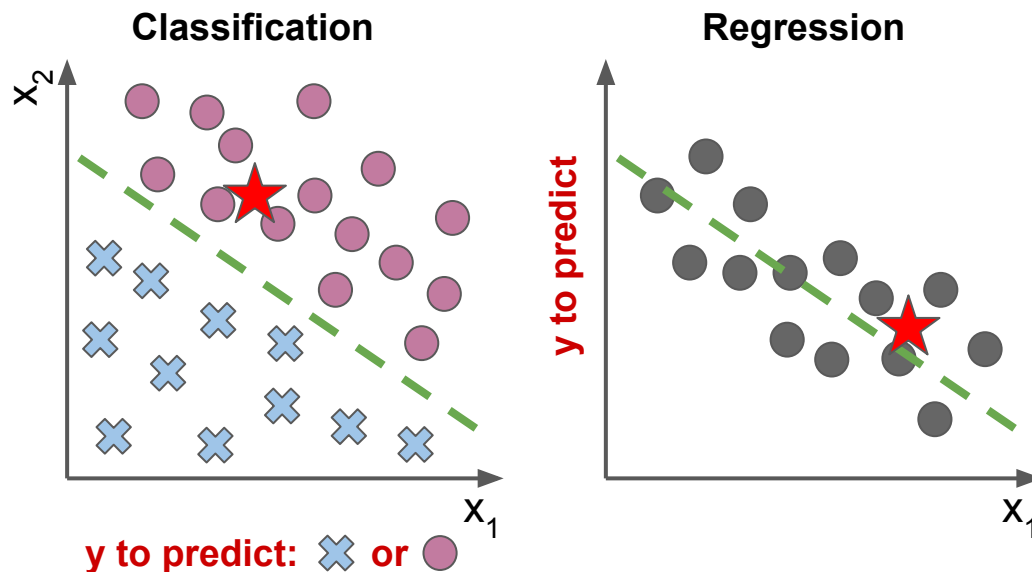 Classification
Regression
x₂
y to predict
x₁
x₁
y to predict: or